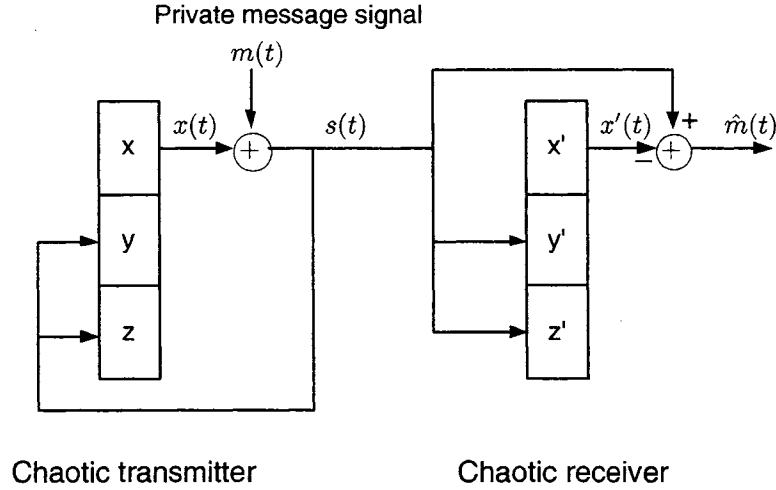 Private message signal
m(t)
x(t)
s(t)
x
y
z
+
x'
y'
z'
x'(t)
+
−
+
m̂(t)
Chaotic transmitter
Chaotic receiver